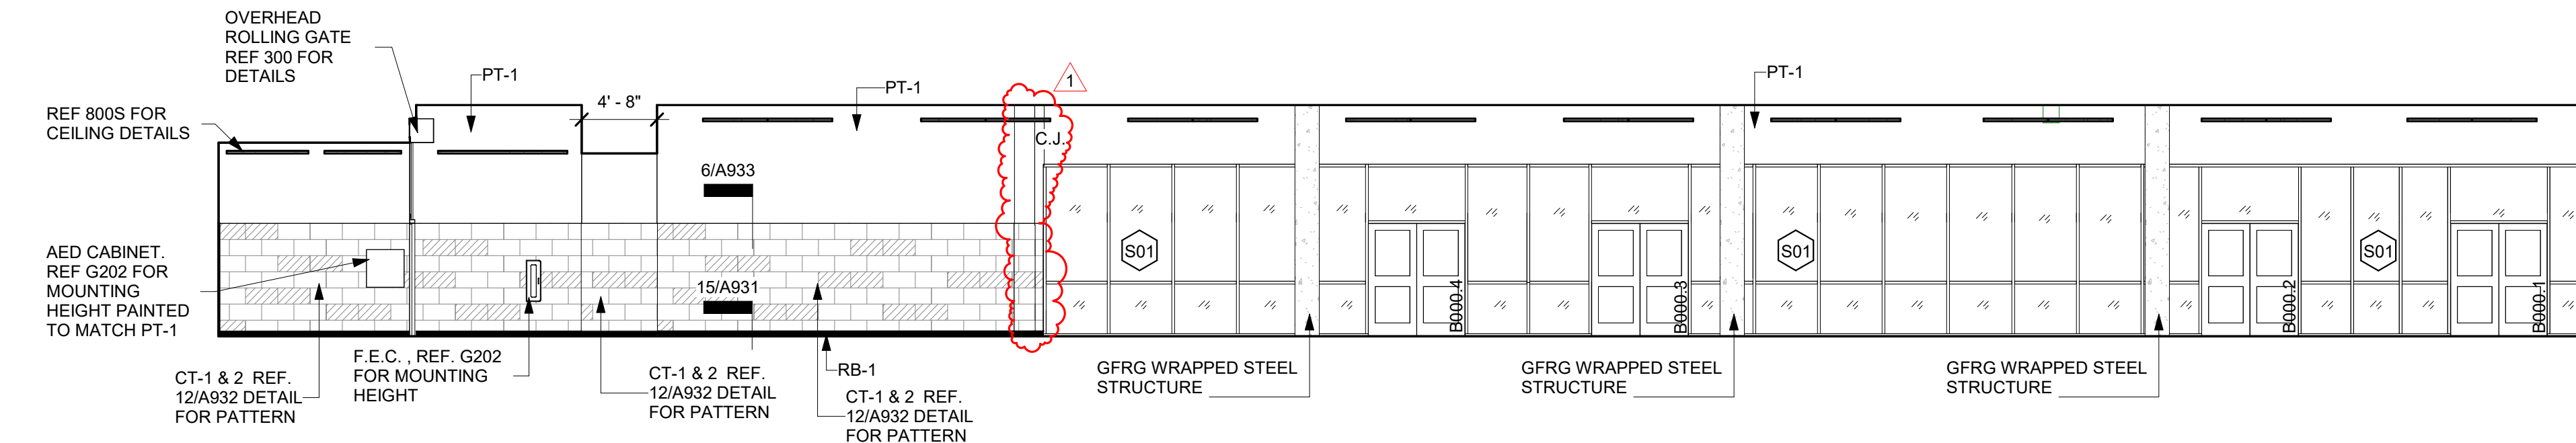 OVERHEAD
ROLLING GATE
REF 300 FOR
DETAILS
PT-1
4' - 8"
PT-1
1
PT-1
REF 800S FOR
CEILING DETAILS
C.J.
6/A933
S01
S01
S01
AED CABINET.
REF G202 FOR
MOUNTING
HEIGHT PAINTED
TO MATCH PT-1
15/A931
B000.4
B000.3
B000.2
B000.1
F.E.C. , REF. G202
FOR MOUNTING
HEIGHT
CT-1 & 2 REF.
12/A932 DETAIL
FOR PATTERN
CT-1 & 2 REF.
12/A932 DETAIL
FOR PATTERN
RB-1
CT-1 & 2 REF.
12/A932 DETAIL
FOR PATTERN
GFRG WRAPPED STEEL
STRUCTURE
GFRG WRAPPED STEEL
STRUCTURE
GFRG WRAPPED STEEL
STRUCTURE